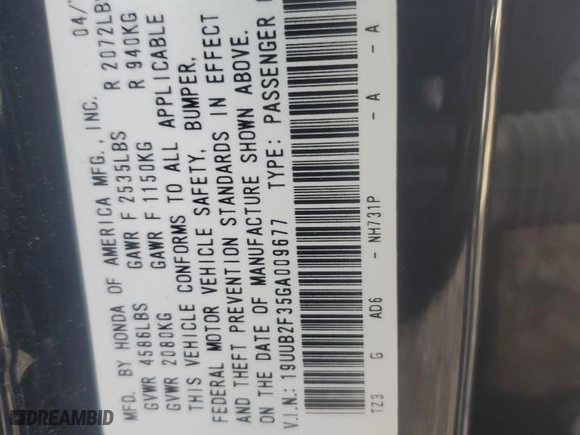 MFD. BY HONDA OF AMERICA MFG., INC. 04/
GVWR 4586LBS GAWR F 2535LBS R 2072LBS
GVWR 2080KG GAWR F 1150KG R 940KG
THIS VEHICLE CONFORMS TO ALL APPLICABLE
FEDERAL MOTOR VEHICLE SAFETY, BUMPER,
AND THEFT PREVENTION STANDARDS IN EFFECT
ON THE DATE OF MANUFACTURE SHOWN ABOVE.
V.I.N.: 19UUB2F35GA009677 TYPE: PASSENGER
TZ3 G AD6 - NH731P - A - A
DREAMBID